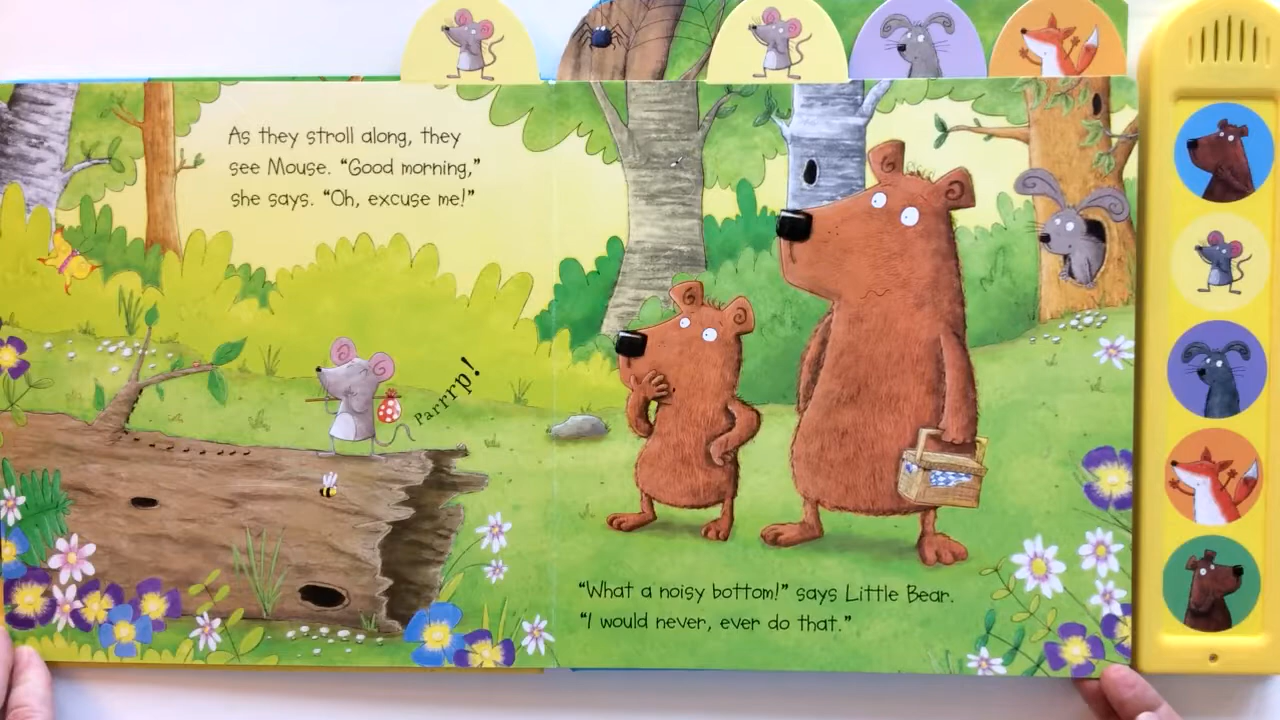 As they stroll along, they
see Mouse. “Good morning,”
she says. “Oh, excuse me!”
Parrrp!
“What a noisy bottom!” says Little Bear.
“I would never, ever do that.”